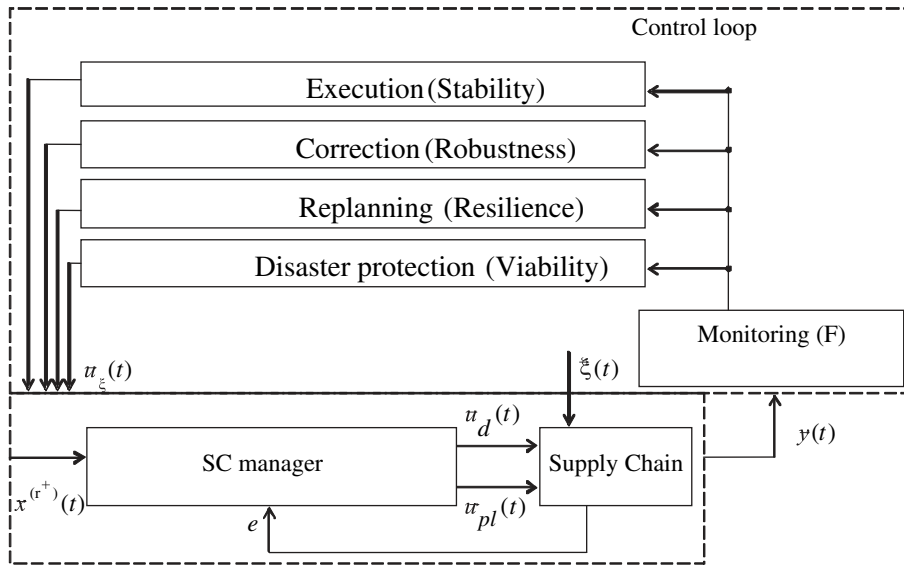 Control loop
Execution (Stability)
Correction (Robustness)
Replanning (Resilience)
Disaster protection (Viability)
Monitoring (F)
u_ξ(t)
ξ(t)
u_d(t)
y(t)
SC manager
Supply Chain
x^(r^+)(t)
u_pl(t)
e